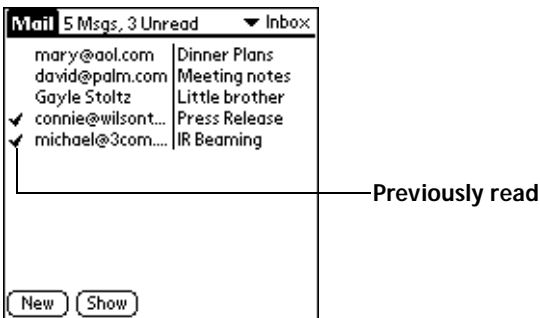 Mail 5 Msgs, 3 Unread Inbox
mary@aol.com Dinner Plans
david@palm.com Meeting notes
Gayle Stoltz Little brother
connie@wilsont... Press Release
michael@3com.... IR Beaming
Previously read
New Show